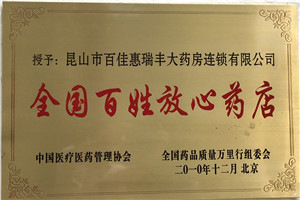 授予：昆山市百佳惠瑞丰大药房连锁有限公司
全国百姓放心药店
中国医疗医药管理协会 全国药品质量万里行组委会
二〇一〇年十二月 北京